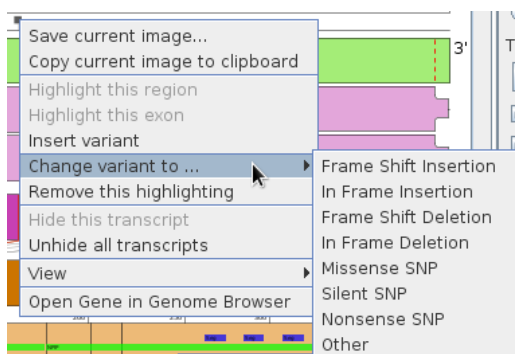 Save current image...
Copy current image to clipboard
Highlight this region
Highlight this exon
Insert variant
Change variant to ...
Remove this highlighting
Hide this transcript
Unhide all transcripts
View
Open Gene in Genome Browser
Frame Shift Insertion
In Frame Insertion
Frame Shift Deletion
In Frame Deletion
Missense SNP
Silent SNP
Nonsense SNP
Other
3'
T